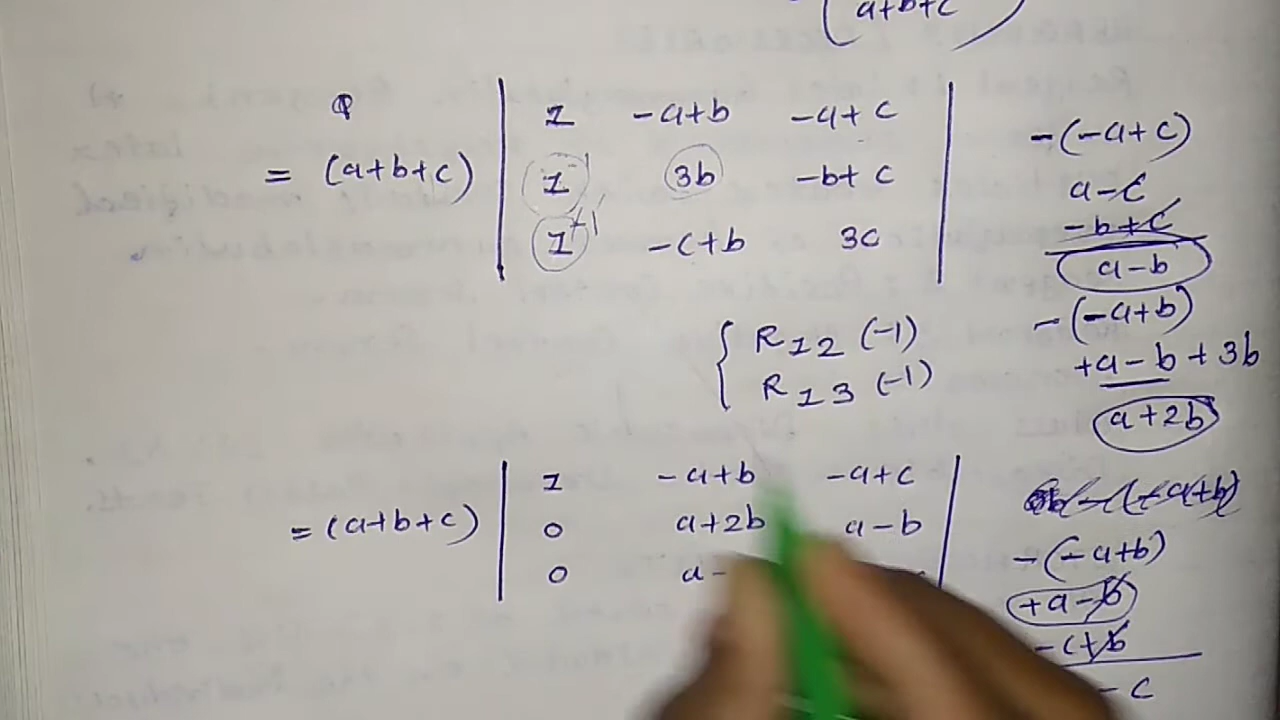 a+b+c
1 -a+b -a+c
= (a+b+c) 1 3b -b+c
1 -c+b 3c
R12 (-1)
R13 (-1)
1 -a+b -a+c
= (a+b+c) 0 a+2b a-b
0 a-
-(-a+c)
a-c
-b+c
a-b
-(-a+b)
+a-b+3b
a+2b
-(-a+b)
+a-b
-c+b
-c